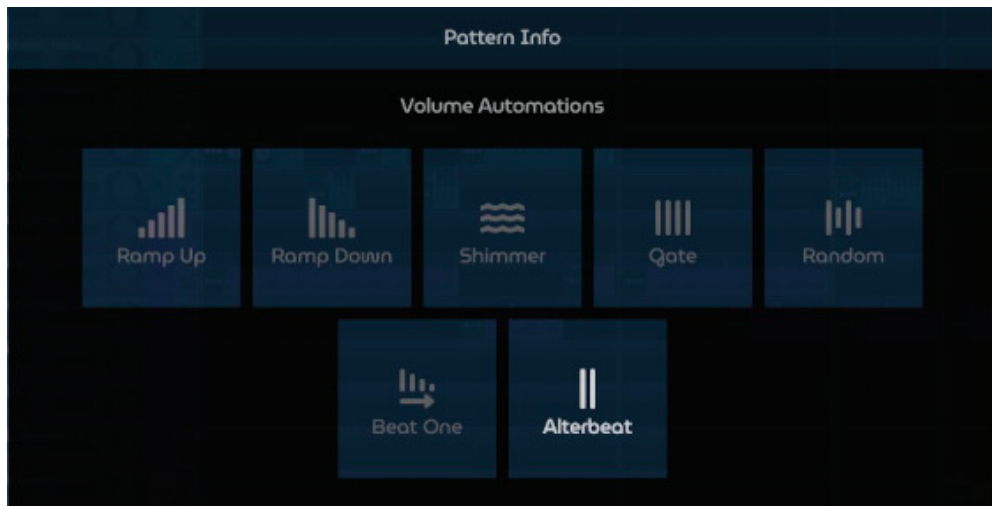 Pattern Info
Volume Automations
Ramp Up
Ramp Down
Shimmer
Gate
Random
Beat One
Alterbeat